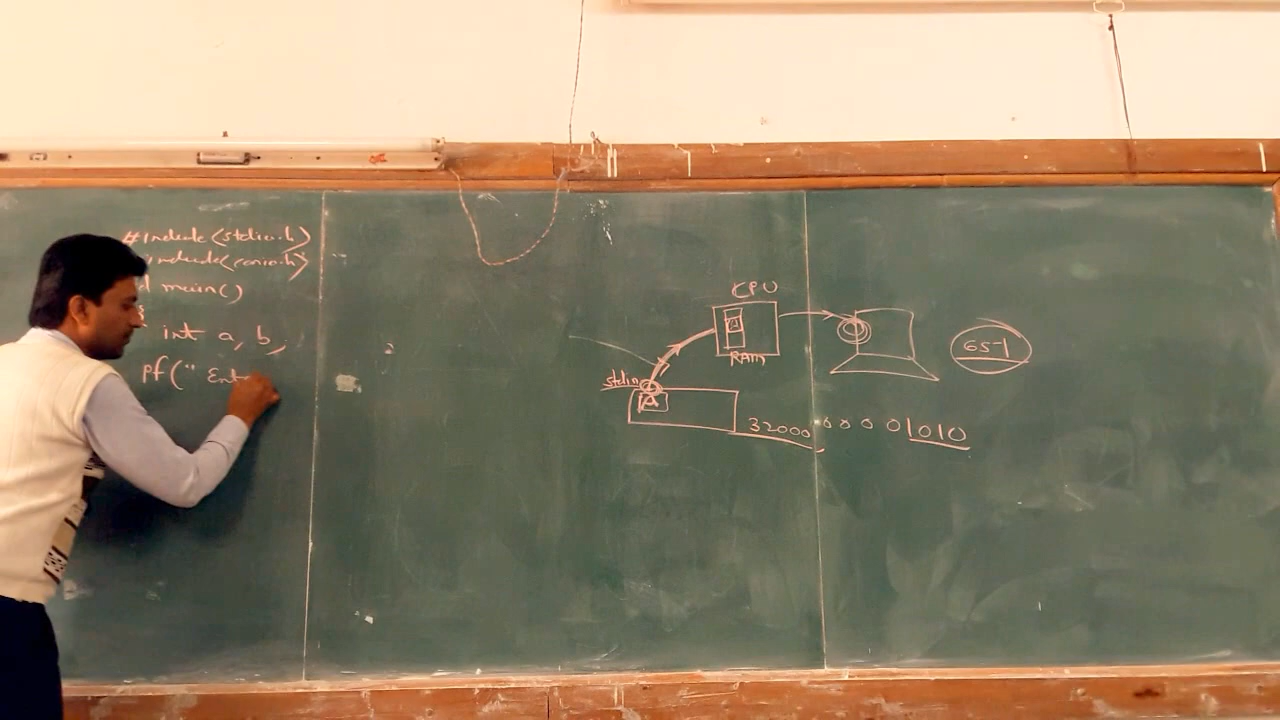 #include(stdio.h)
include(conio.h)
d main()
{
int a, b,
Pf(" Ent
CPU
A
RAM
stdin
A
65-1
32000 0 0 0 0 1 0 1 0